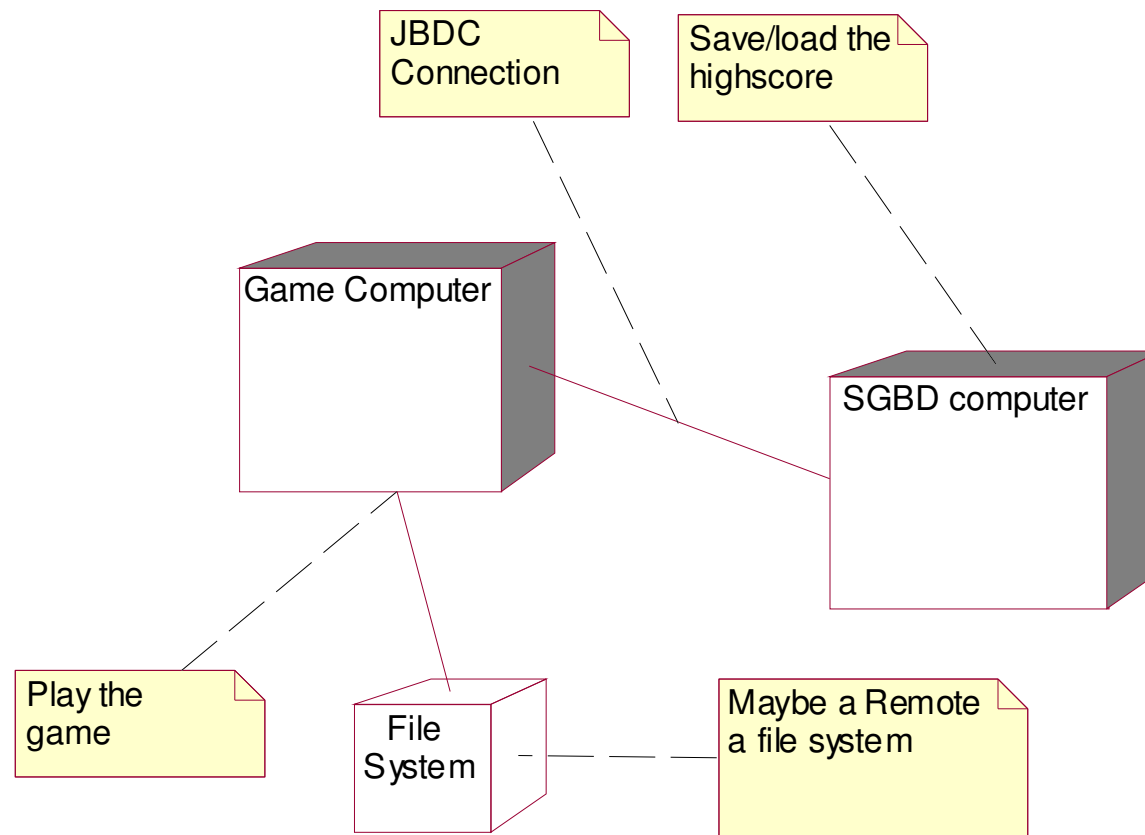 JBDC
Connection
Save/load the
highscore
Game Computer
SGBD computer
Play the
game
File
System
Maybe a Remote
a file system